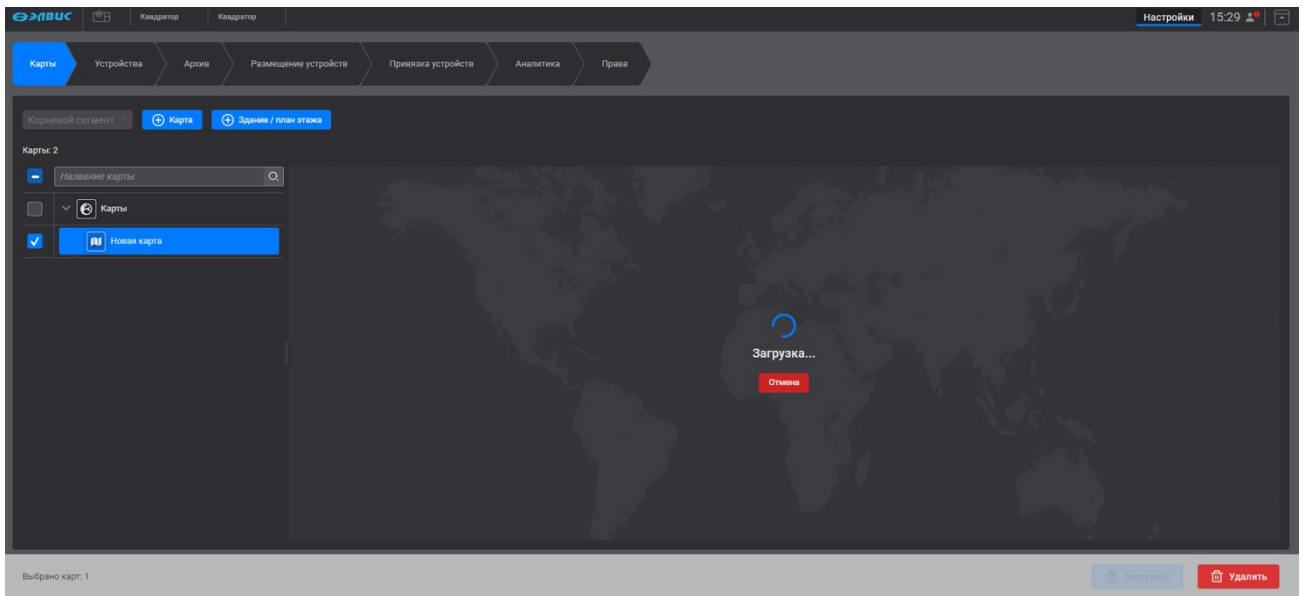 ЭЛВИС Квадратор Квадратор Настройки 15:29
Карты Устройства Архив Размещение устройств Привязка устройств Аналитика Права
Корневой сегмент Карта Здание / план этажа
Карты: 2
Название карты
Карты
Новая карта
Загрузка...
Отмена
Выбрано карт: 1 Загрузить Удалить